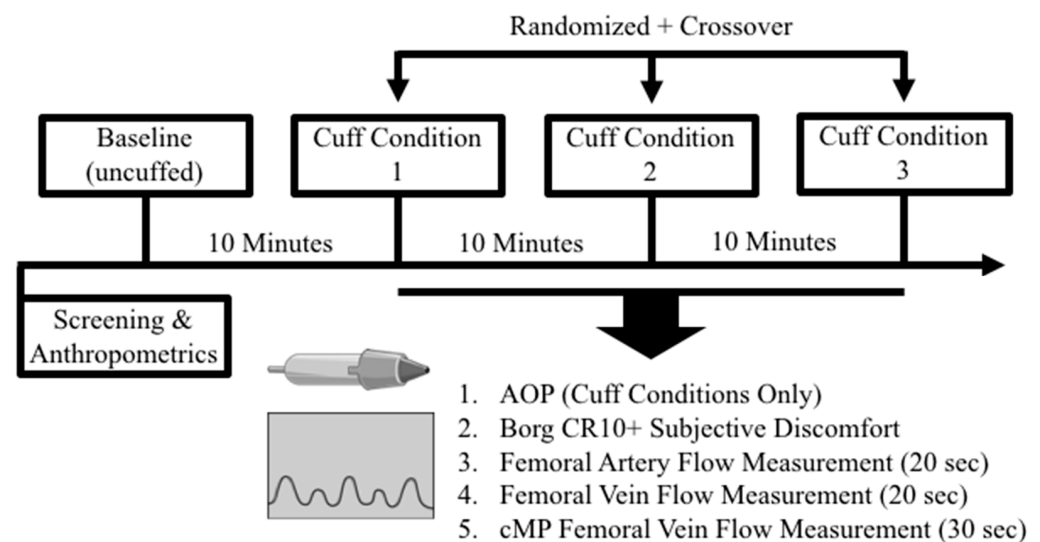 Randomized + Crossover
Baseline
(uncuffed)
Cuff Condition
1
Cuff Condition
2
Cuff Condition
3
10 Minutes
10 Minutes
10 Minutes
Screening &
Anthropometrics
1. AOP (Cuff Conditions Only)
2. Borg CR10+ Subjective Discomfort
3. Femoral Artery Flow Measurement (20 sec)
4. Femoral Vein Flow Measurement (20 sec)
5. cMP Femoral Vein Flow Measurement (30 sec)